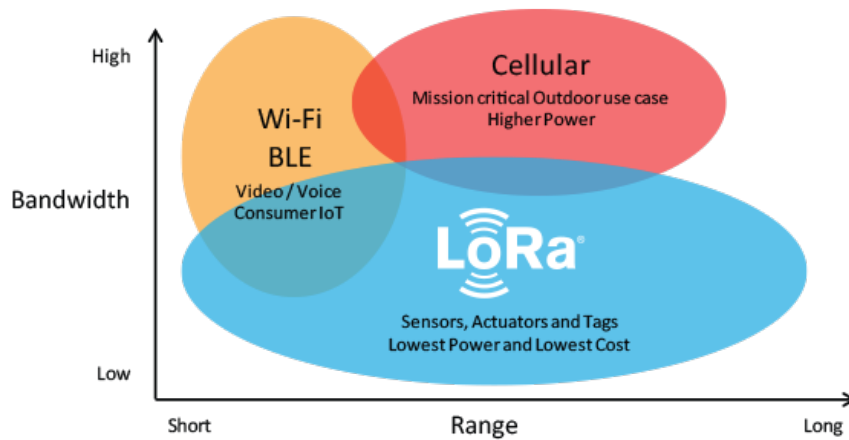 High
Bandwidth
Low
Wi-Fi
BLE
Video / Voice
Consumer IoT
Cellular
Mission critical Outdoor use case
Higher Power
LoRa®
Sensors, Actuators and Tags
Lowest Power and Lowest Cost
Short
Range
Long